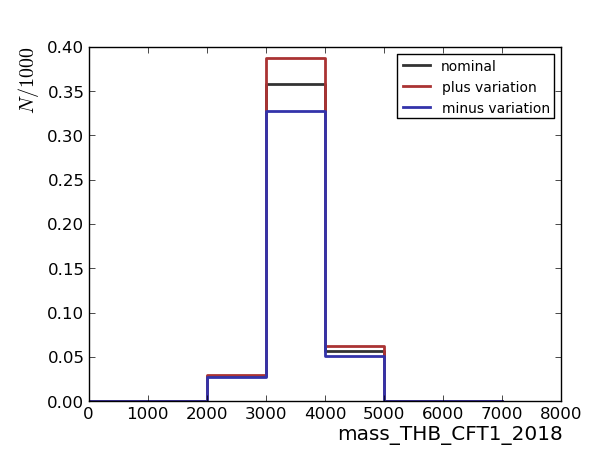 N/1000
0.40
0.35
0.30
0.25
0.20
0.15
0.10
0.05
0.00
nominal
plus variation
minus variation
0 1000 2000 3000 4000 5000 6000 7000 8000
mass_THB_CFT1_2018